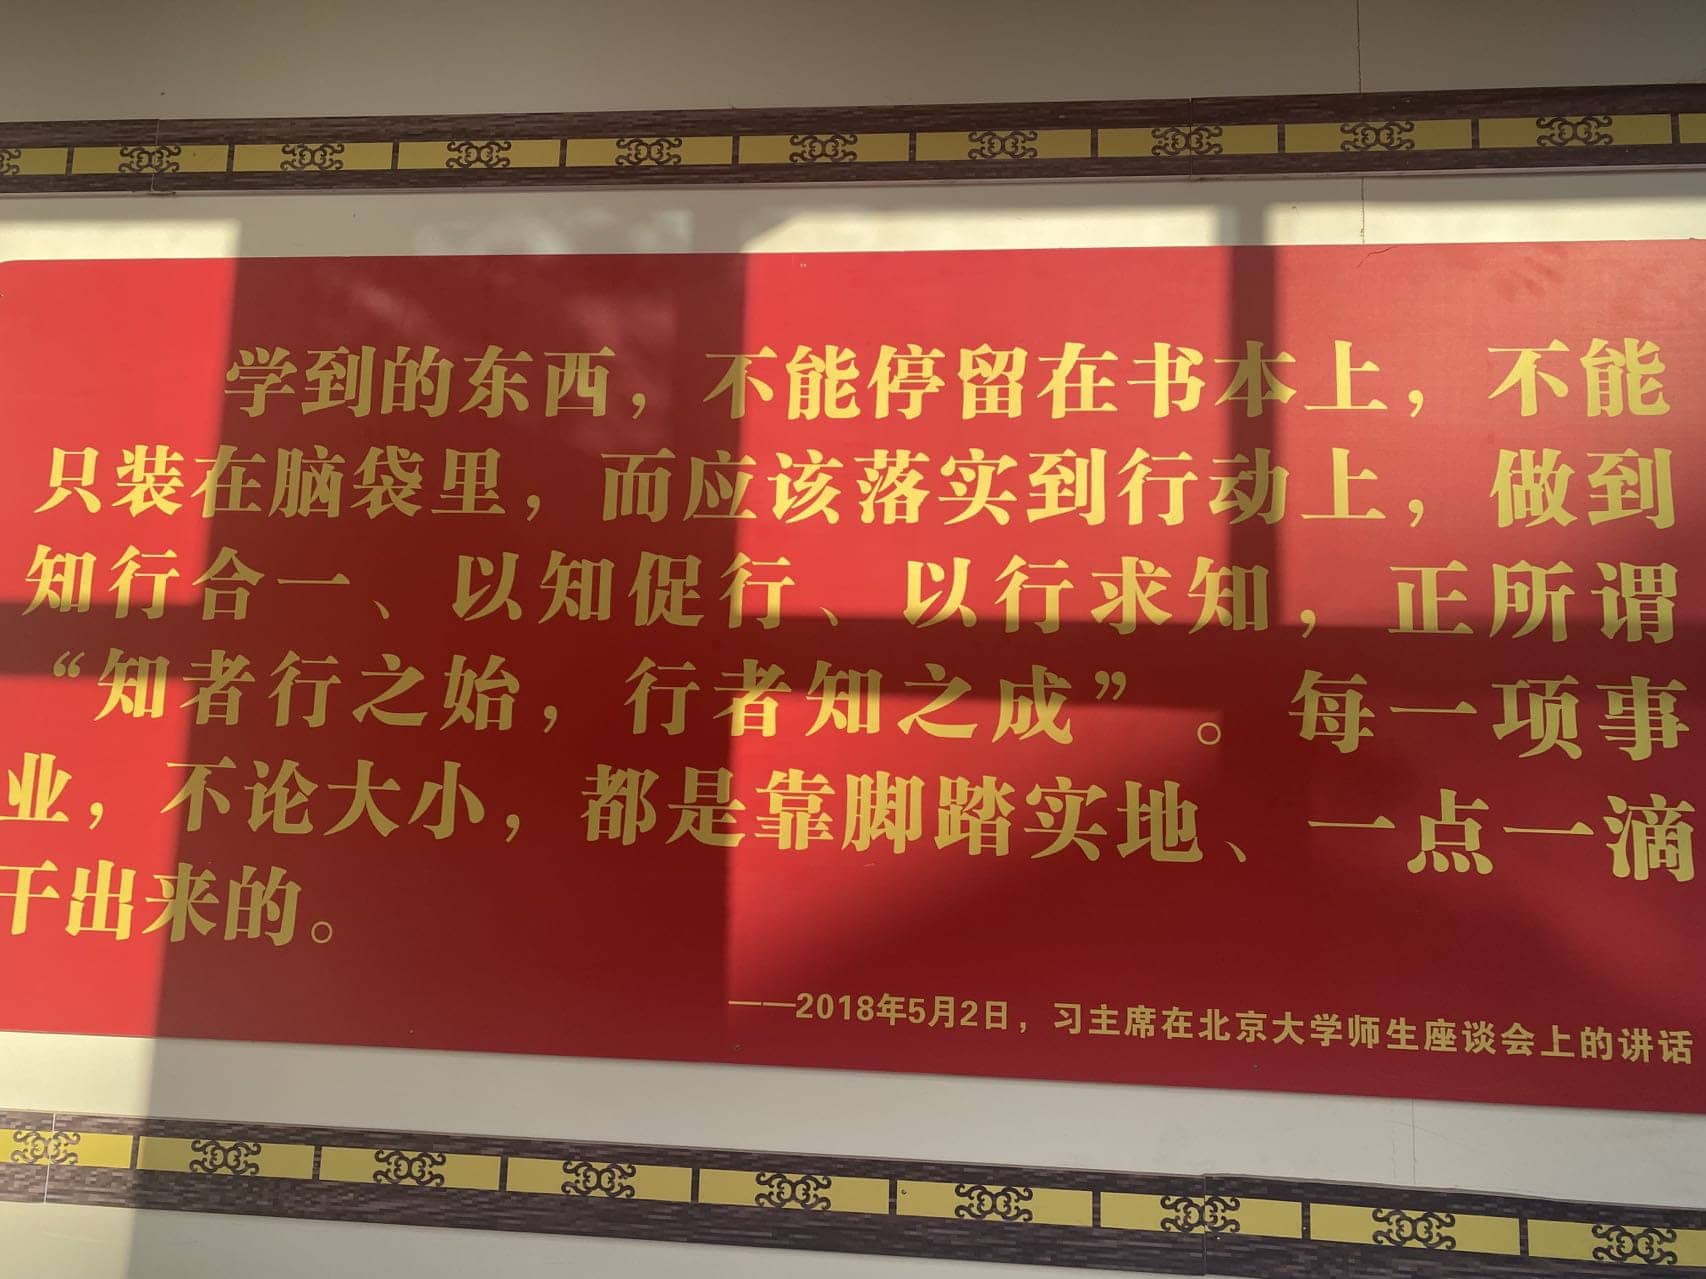 学到的东西，不能停留在书本上，不能
只装在脑袋里，而应该落实到行动上，做到
知行合一、以知促行、以行求知，正所谓
“知者行之始，行者知之成”。每一项事
业，不论大小，都是靠脚踏实地、一点一滴
干出来的。
——2018年5月2日，习主席在北京大学师生座谈会上的讲话